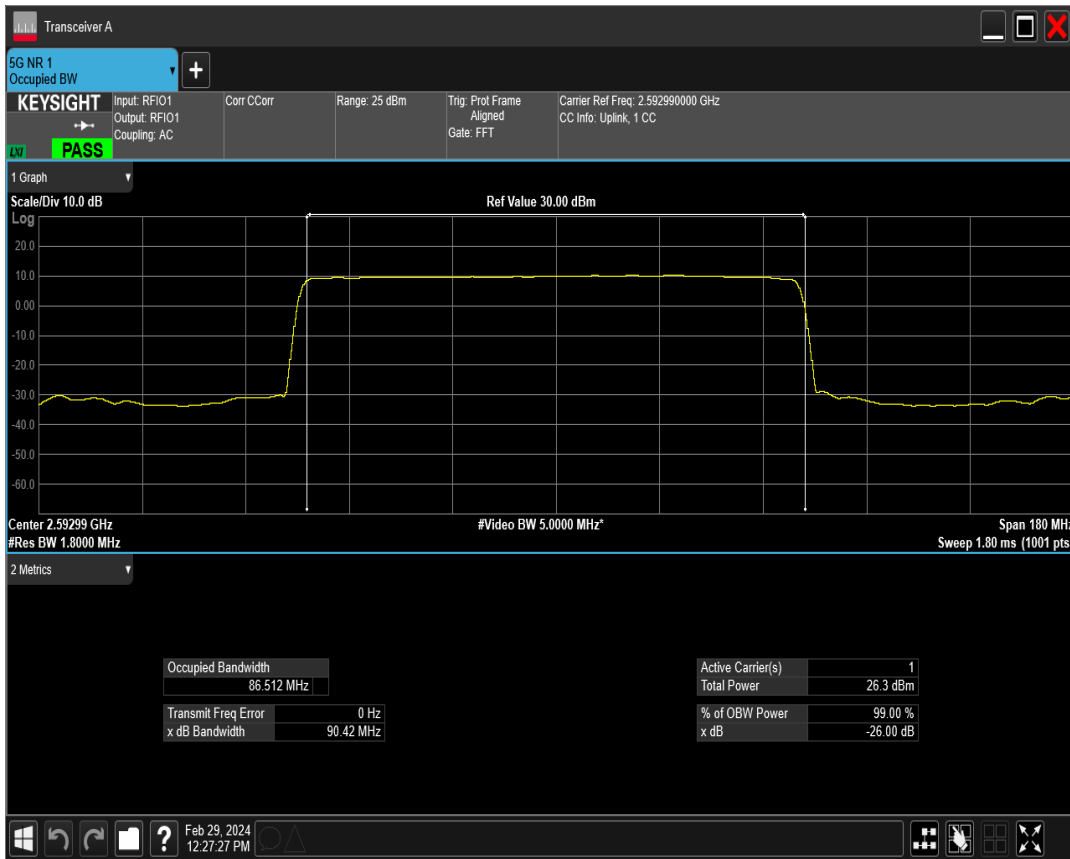 Transceiver A
5G NR 1
Occupied BW
KEYSIGHT
LXI
PASS
Input: RFIO1
Output: RFIO1
Coupling: AC
Corr CCorr
Range: 25 dBm
Trig: Prot Frame
Aligned
Gate: FFT
Carrier Ref Freq: 2.592990000 GHz
CC Info: Uplink, 1 CC
1 Graph
Scale/Div 10.0 dB
Ref Value 30.00 dBm
Log
20.0
10.0
0.00
-10.0
-20.0
-30.0
-40.0
-50.0
-60.0
Center 2.59299 GHz
#Video BW 5.0000 MHz*
Span 180 MHz
#Res BW 1.8000 MHz
Sweep 1.80 ms (1001 pts
2 Metrics
Occupied Bandwidth
86.512 MHz
Transmit Freq Error 0 Hz
x dB Bandwidth 90.42 MHz
Active Carrier(s) 1
Total Power 26.3 dBm
% of OBW Power 99.00 %
x dB -26.00 dB
?
Feb 29, 2024
12:27:27 PM